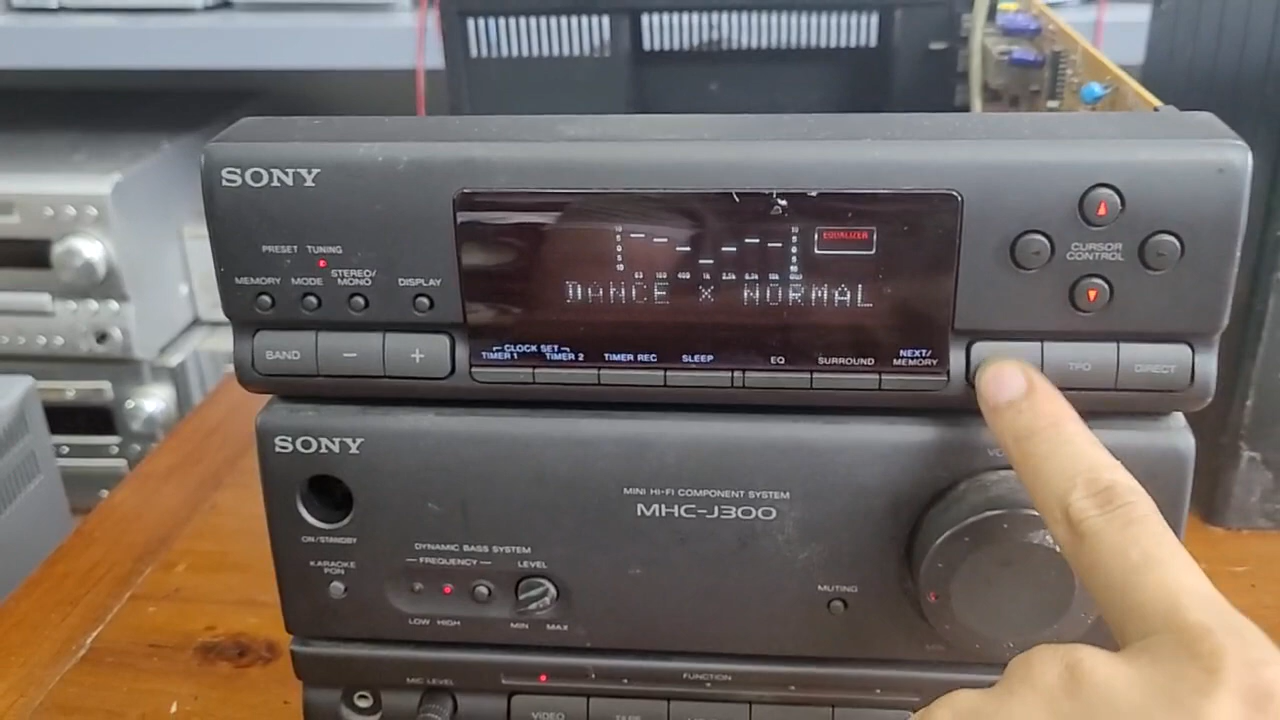 SONY
PRESET TUNING
MEMORY MODE STEREO/
MONO DISPLAY
BAND − +
EQUALIZER
DANCE × NORMAL
CLOCK SET
TIMER 1 TIMER 2 TIMER REC SLEEP EQ SURROUND NEXT/
MEMORY
CURSOR
CONTROL
DIRECT
SONY
ON/STANDBY
KARAOKE
PON
DYNAMIC BASS SYSTEM
FREQUENCY LEVEL
LOW HIGH MIN MAX
MINI HI-FI COMPONENT SYSTEM
MHC-J300
MUTING
MIC LEVEL
FUNCTION
VIDEO